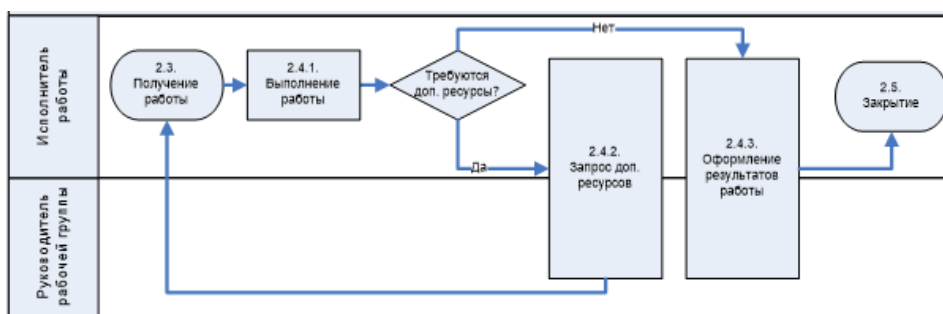 Исполнитель
работы
2.3.
Получение
работы
2.4.1.
Выполнение
работы
Требуются
доп. ресурсы?
Нет
Да
2.4.2.
Запрос доп.
ресурсов
2.4.3.
Оформление
результатов
работы
2.5.
Закрытие
Руководитель
рабочей группы